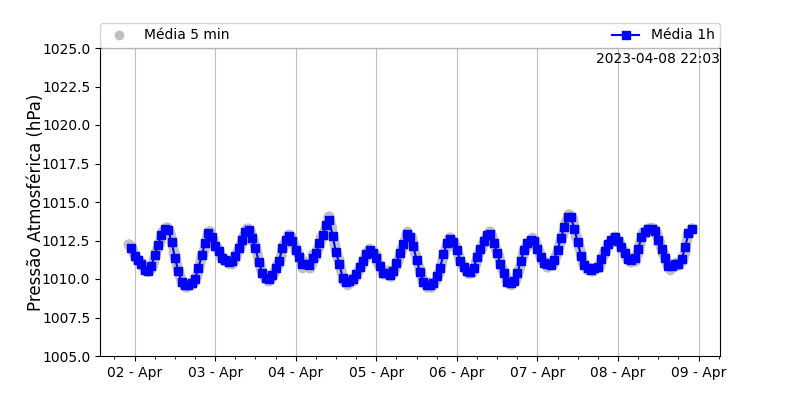 Média 5 min
Média 1h
2023-04-08 22:03
Pressão Atmosférica (hPa)
1025.0
1022.5
1020.0
1017.5
1015.0
1012.5
1010.0
1007.5
1005.0
02 - Apr
03 - Apr
04 - Apr
05 - Apr
06 - Apr
07 - Apr
08 - Apr
09 - Apr